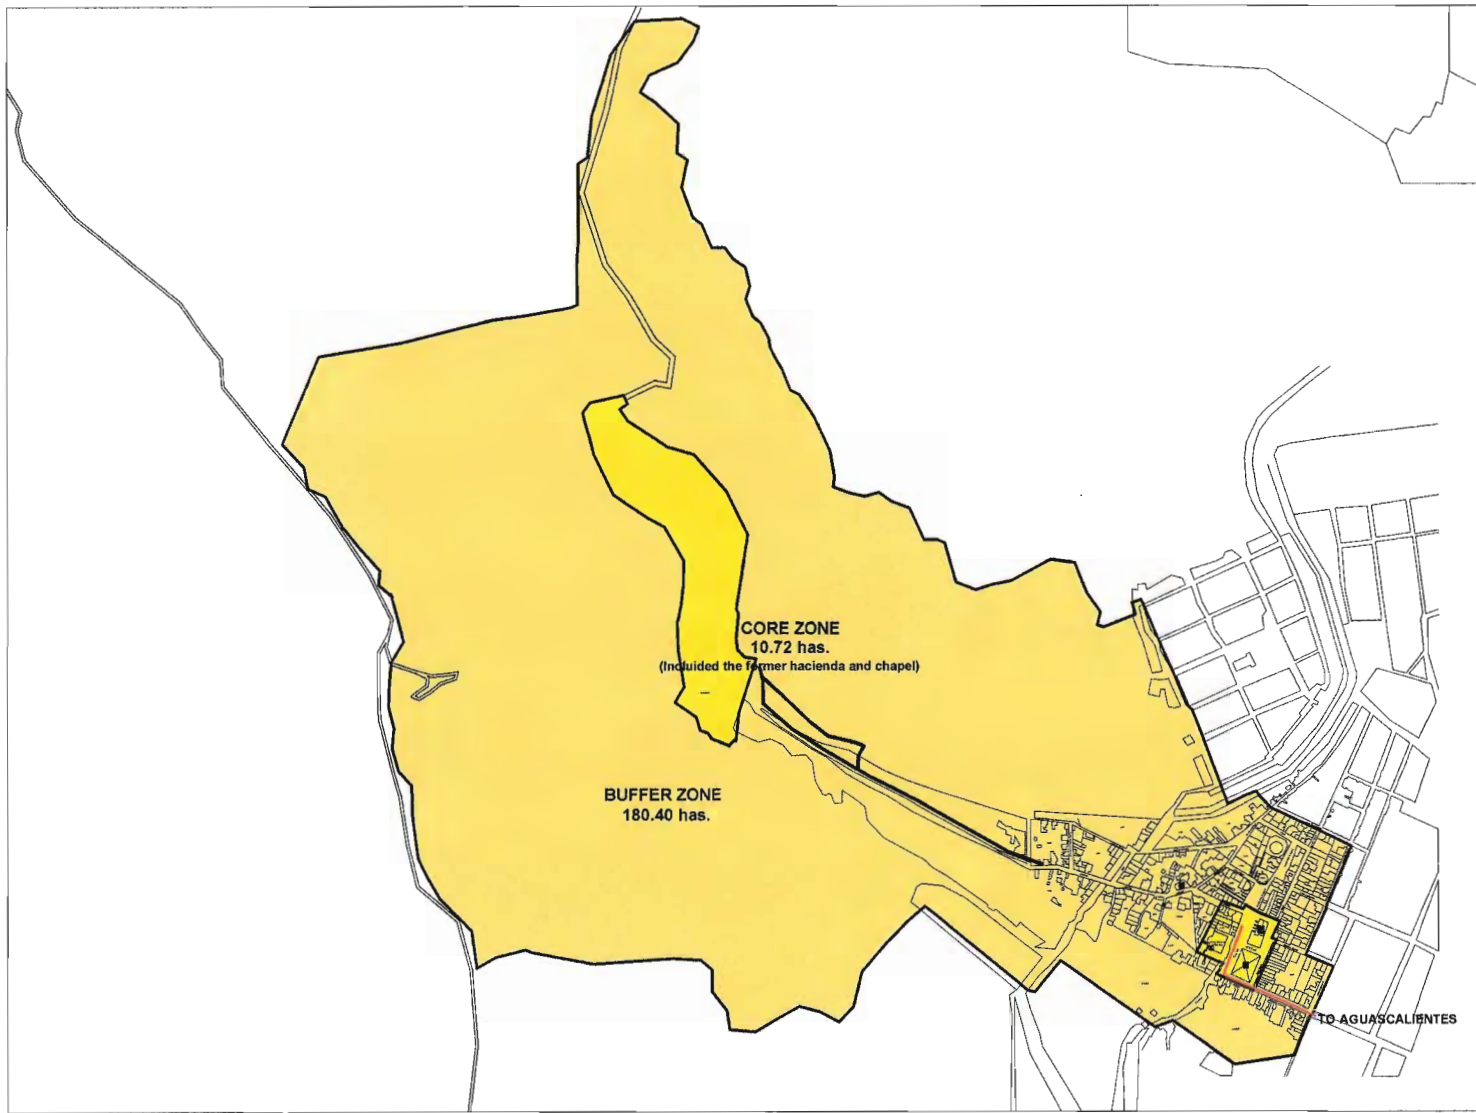 CORE ZONE
10.72 has.
(Incluided the former hacienda and chapel)
BUFFER ZONE
180.40 has.
TO AGUASCALIENTES